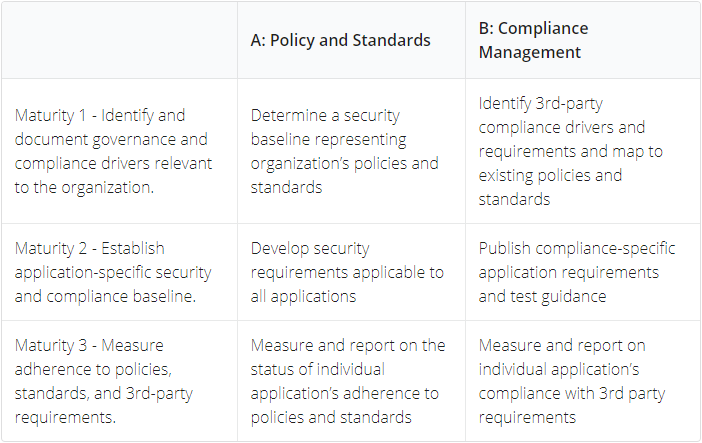 A: Policy and Standards
B: Compliance
Management
Maturity 1 - Identify and
document governance and
compliance drivers relevant
to the organization.
Determine a security
baseline representing
organization's policies and
standards
Identify 3rd-party
compliance drivers and
requirements and map to
existing policies and
standards
Maturity 2 - Establish
application-specific security
and compliance baseline.
Develop security
requirements applicable to
all applications
Publish compliance-specific
application requirements
and test guidance
Maturity 3 - Measure
adherence to policies,
standards, and 3rd-party
requirements.
Measure and report on the
status of individual
application's adherence to
policies and standards
Measure and report on
individual application's
compliance with 3rd party
requirements